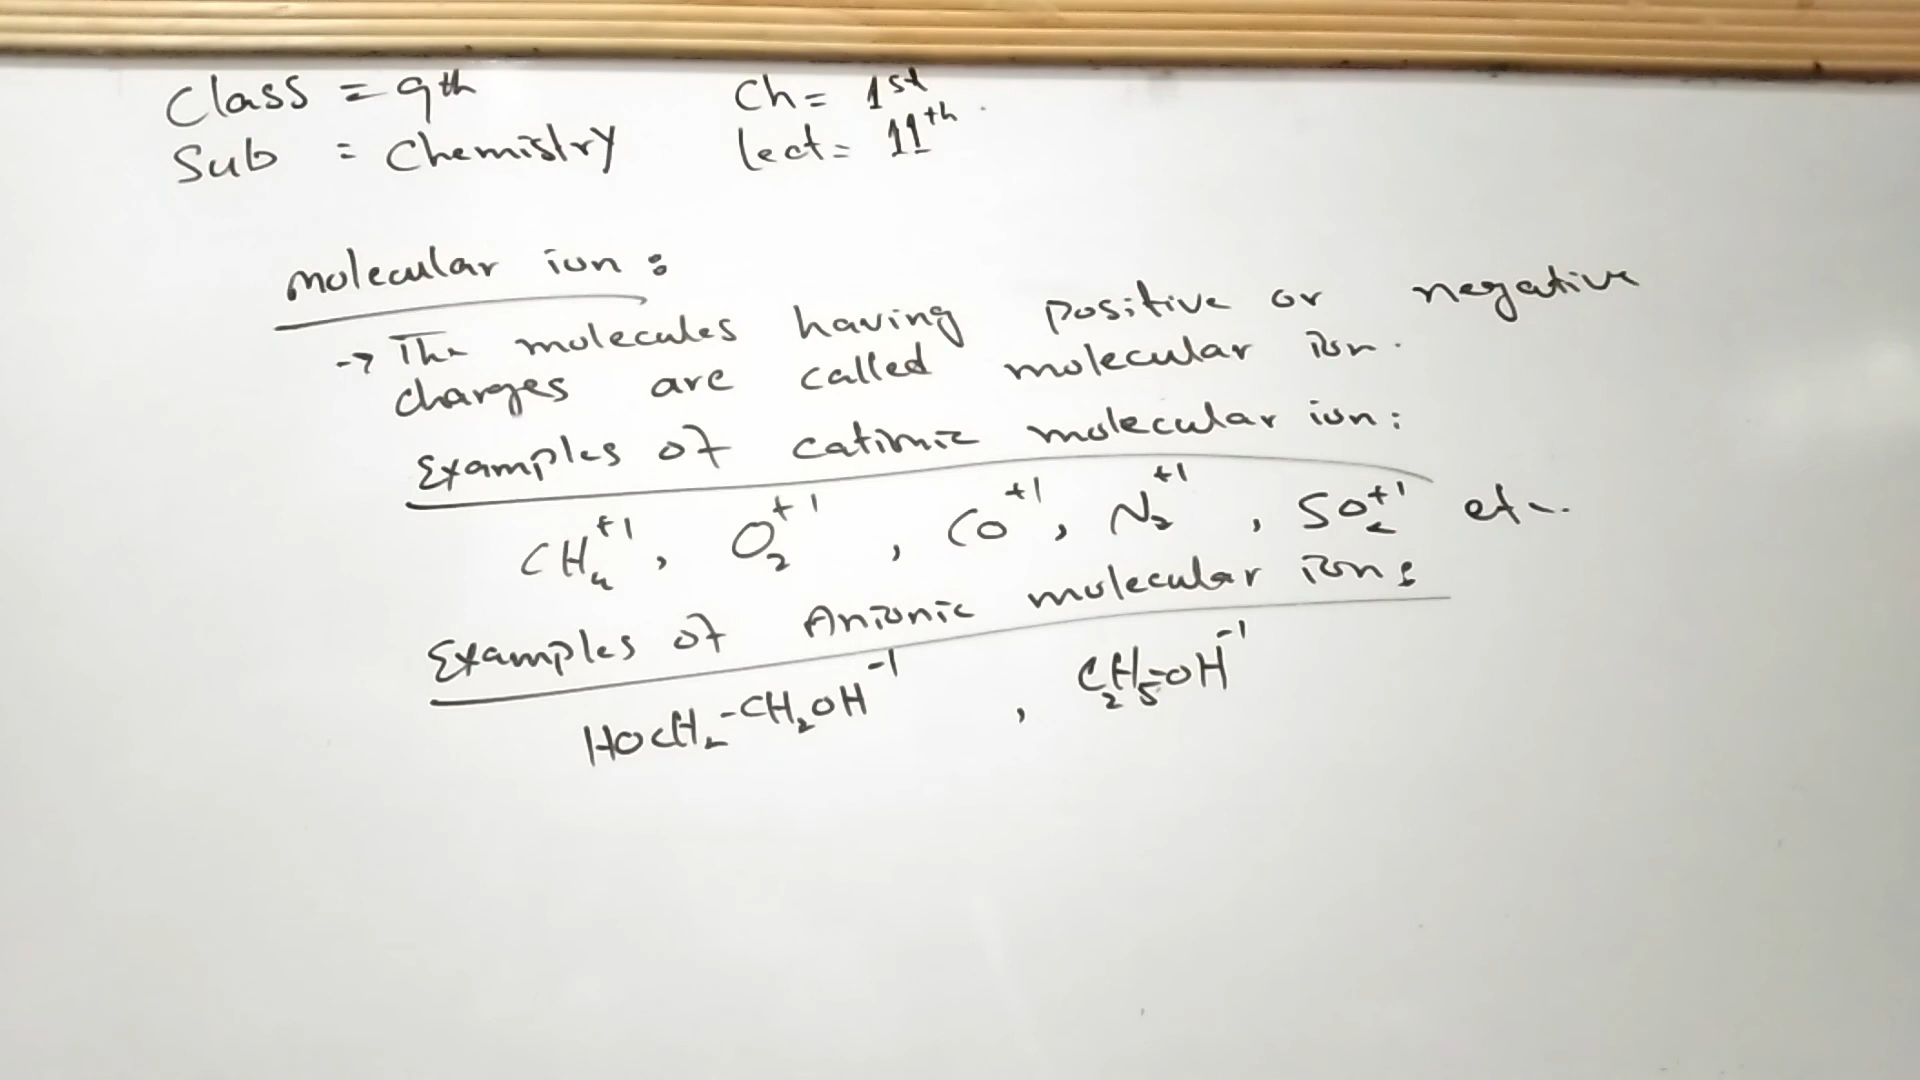 Class = 9th Ch = 1st
Sub = Chemistry lect = 11th
molecular ion :
→ The molecules having positive or negative
charges are called molecular ion.
Examples of cationic molecular ion :
CH₄⁺¹, O₂⁺¹, CO⁺¹, N₂⁺¹, SO₂⁺¹ etc.
Examples of Anionic molecular ion :
HOCH₂-CH₂OH⁻¹, C₂H₅-OH⁻¹